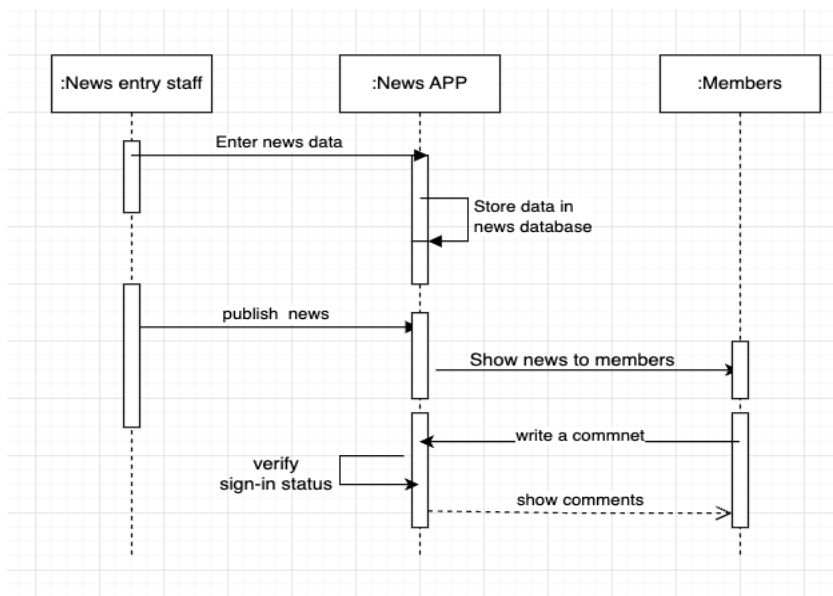 :News entry staff
:News APP
:Members
Enter news data
Store data in
news database
publish news
Show news to members
write a commnet
verify
sign-in status
show comments